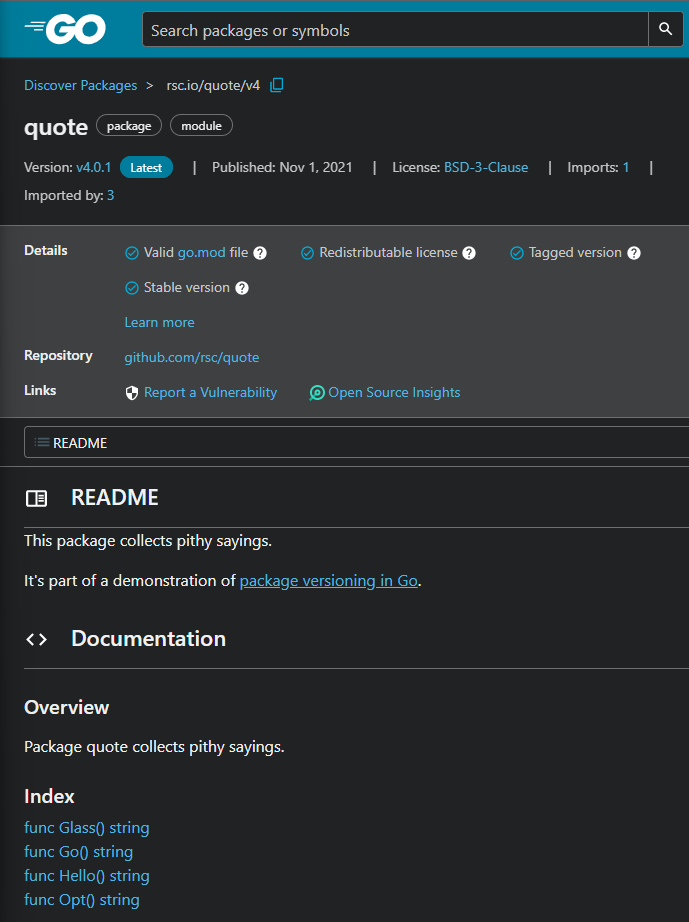 GO
Search packages or symbols
Discover Packages > rsc.io/quote/v4
quote package module
Version: v4.0.1 Latest | Published: Nov 1, 2021 | License: BSD-3-Clause | Imports: 1 |
Imported by: 3
Details Valid go.mod file ? Redistributable license ? Tagged version ?
Stable version ?
Learn more
Repository github.com/rsc/quote
Links Report a Vulnerability Open Source Insights
README
README
This package collects pithy sayings.
It's part of a demonstration of package versioning in Go.
Documentation
Overview
Package quote collects pithy sayings.
Index
func Glass() string
func Go() string
func Hello() string
func Opt() string